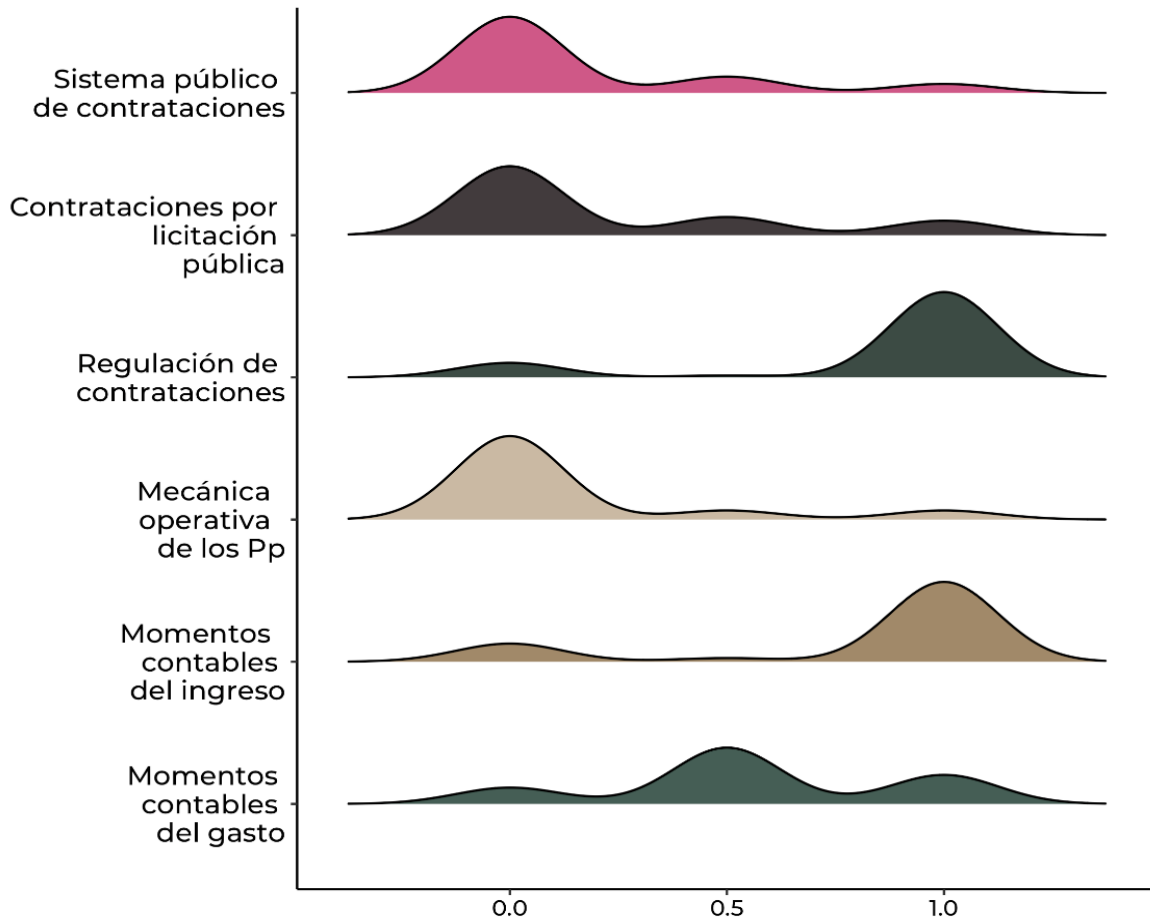 Sistema público
de contrataciones
Contrataciones por
licitación
pública
Regulación de
contrataciones
Mecánica
operativa
de los Pp
Momentos
contables
del ingreso
Momentos
contables
del gasto
0.0 0.5 1.0